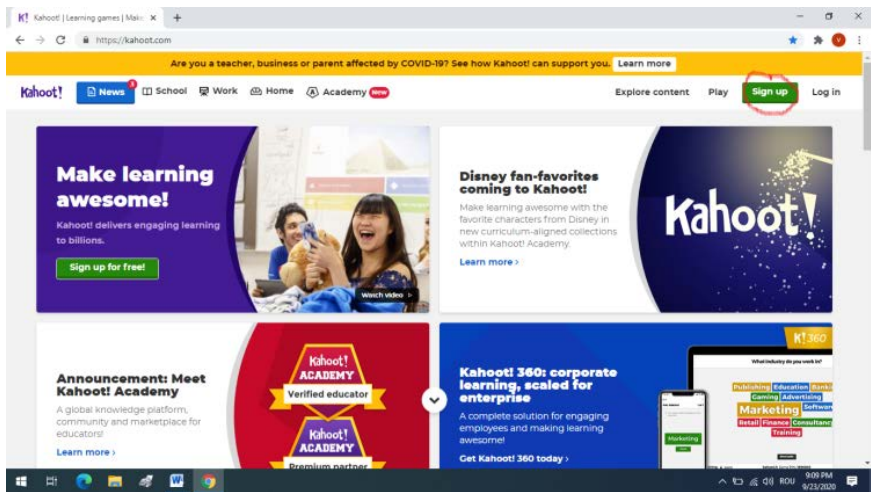 Kahoot! | Learning games | Make
https://kahoot.com
Are you a teacher, business or parent affected by COVID-19? See how Kahoot! can support you. Learn more
Kahoot! News 3 School Work Home Academy New Explore content Play Sign up Log in
Make learning
awesome!
Kahoot! delivers engaging learning
to billions.
Sign up for free!
Watch video
Disney fan-favorites
coming to Kahoot!
Make learning awesome with the
favorite characters from Disney in
new curriculum-aligned collections
within Kahoot! Academy.
Learn more ›
Kahoot!
Announcement: Meet
Kahoot! Academy
A global knowledge platform,
community and marketplace for
educators!
Learn more ›
Kahoot!
ACADEMY
Verified educator
Kahoot!
ACADEMY
Premium partner
Kahoot! 360: corporate
learning, scaled for
enterprise
A complete solution for engaging
employees and making learning
awesome!
Get Kahoot! 360 today ›
K! 360
What industry do you work in?
Publishing Education
Gaming Advertising
Marketing Software
Retail Finance Consultancy
Training
Marketing
ROU
9:09 PM
9/23/2020